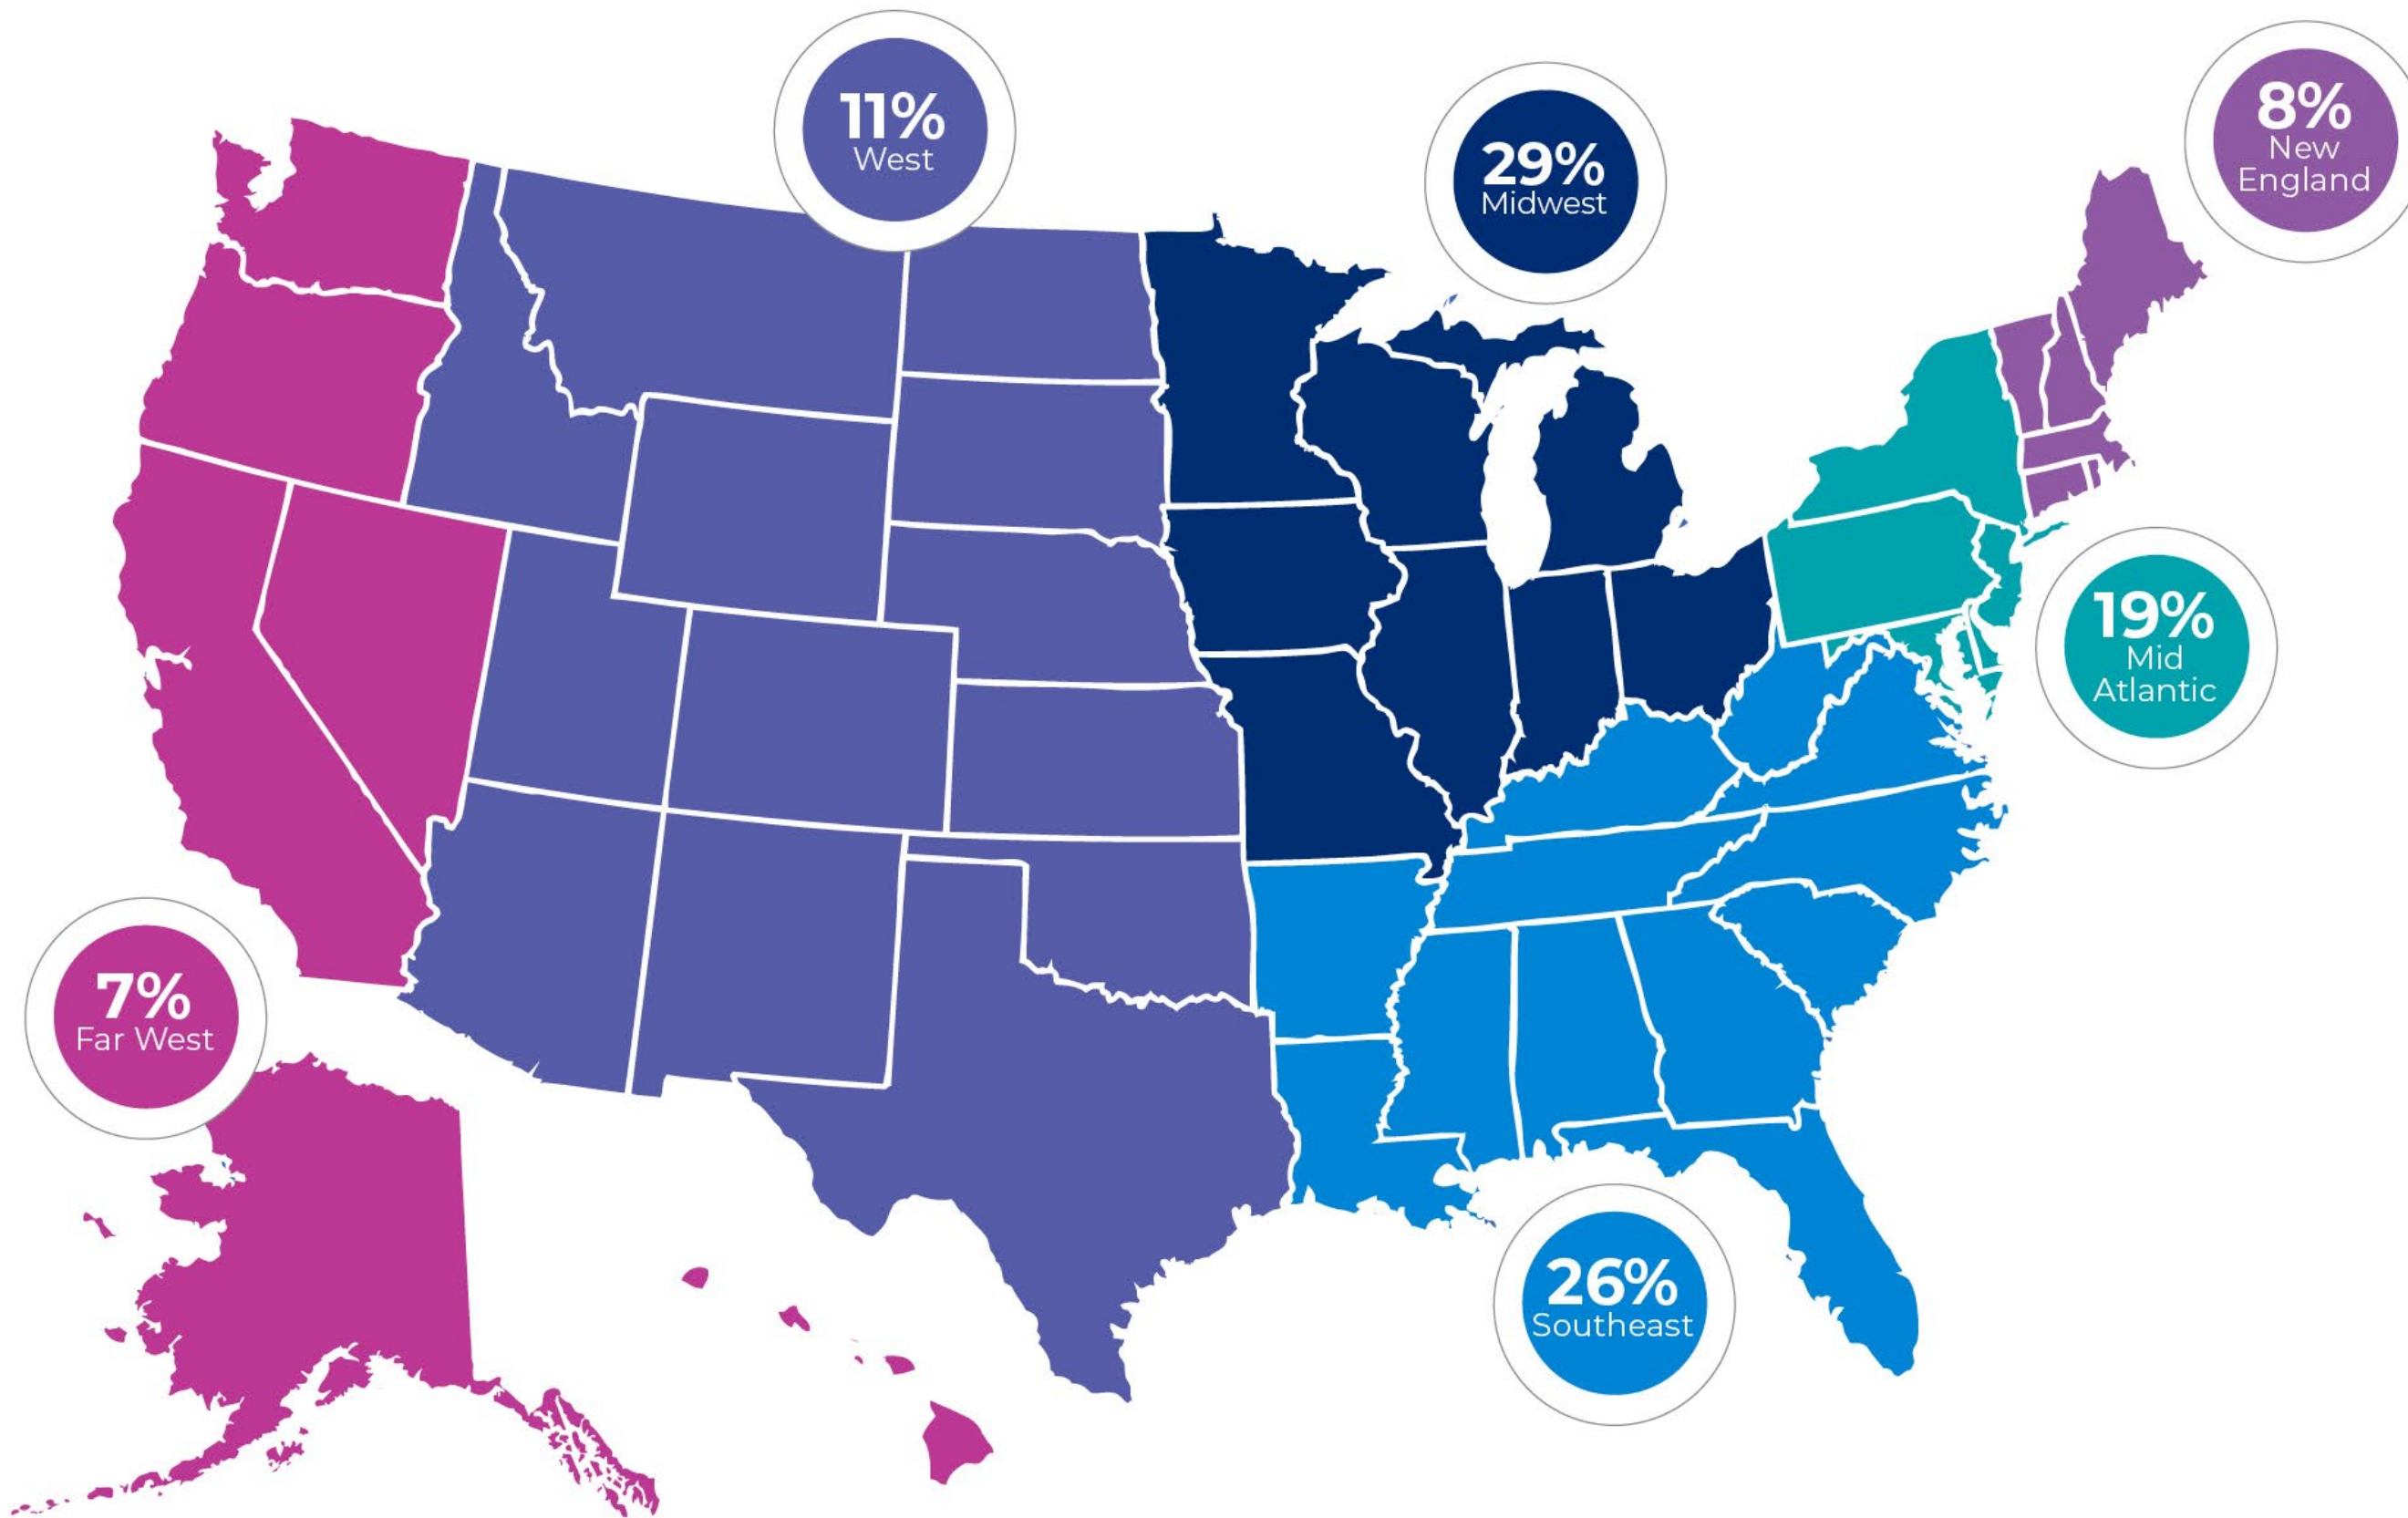 11%
West
29%
Midwest
8%
New
England
19%
Mid
Atlantic
7%
Far West
26%
Southeast